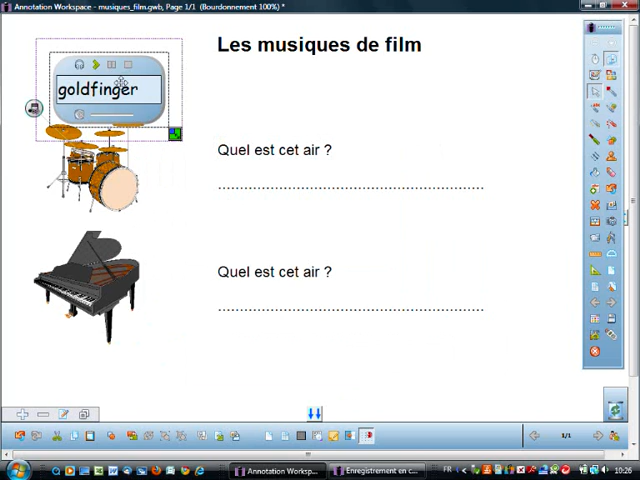 Annotation Workspace - musiques_film.gwb, Page 1/1 (Bourdonnement 100%) *
Les musiques de film
goldfinger
Quel est cet air ?
................................................................
Quel est cet air ?
................................................................
1/1
Annotation Worksp...
Enregistrement en c...
FR
10:26